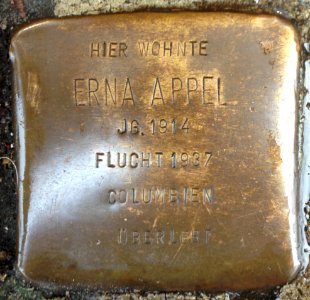 HIER WOHNTE
ERNA APPEL
JG. 1914
FLUCHT 1937
COLUMBIEN
ÜBERLEBT